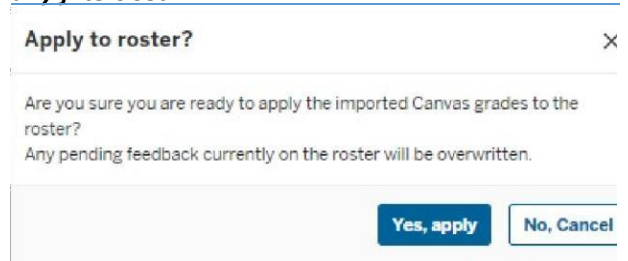 Apply to roster?
Are you sure you are ready to apply the imported Canvas grades to the
roster?
Any pending feedback currently on the roster will be overwritten.
Yes, apply
No, Cancel